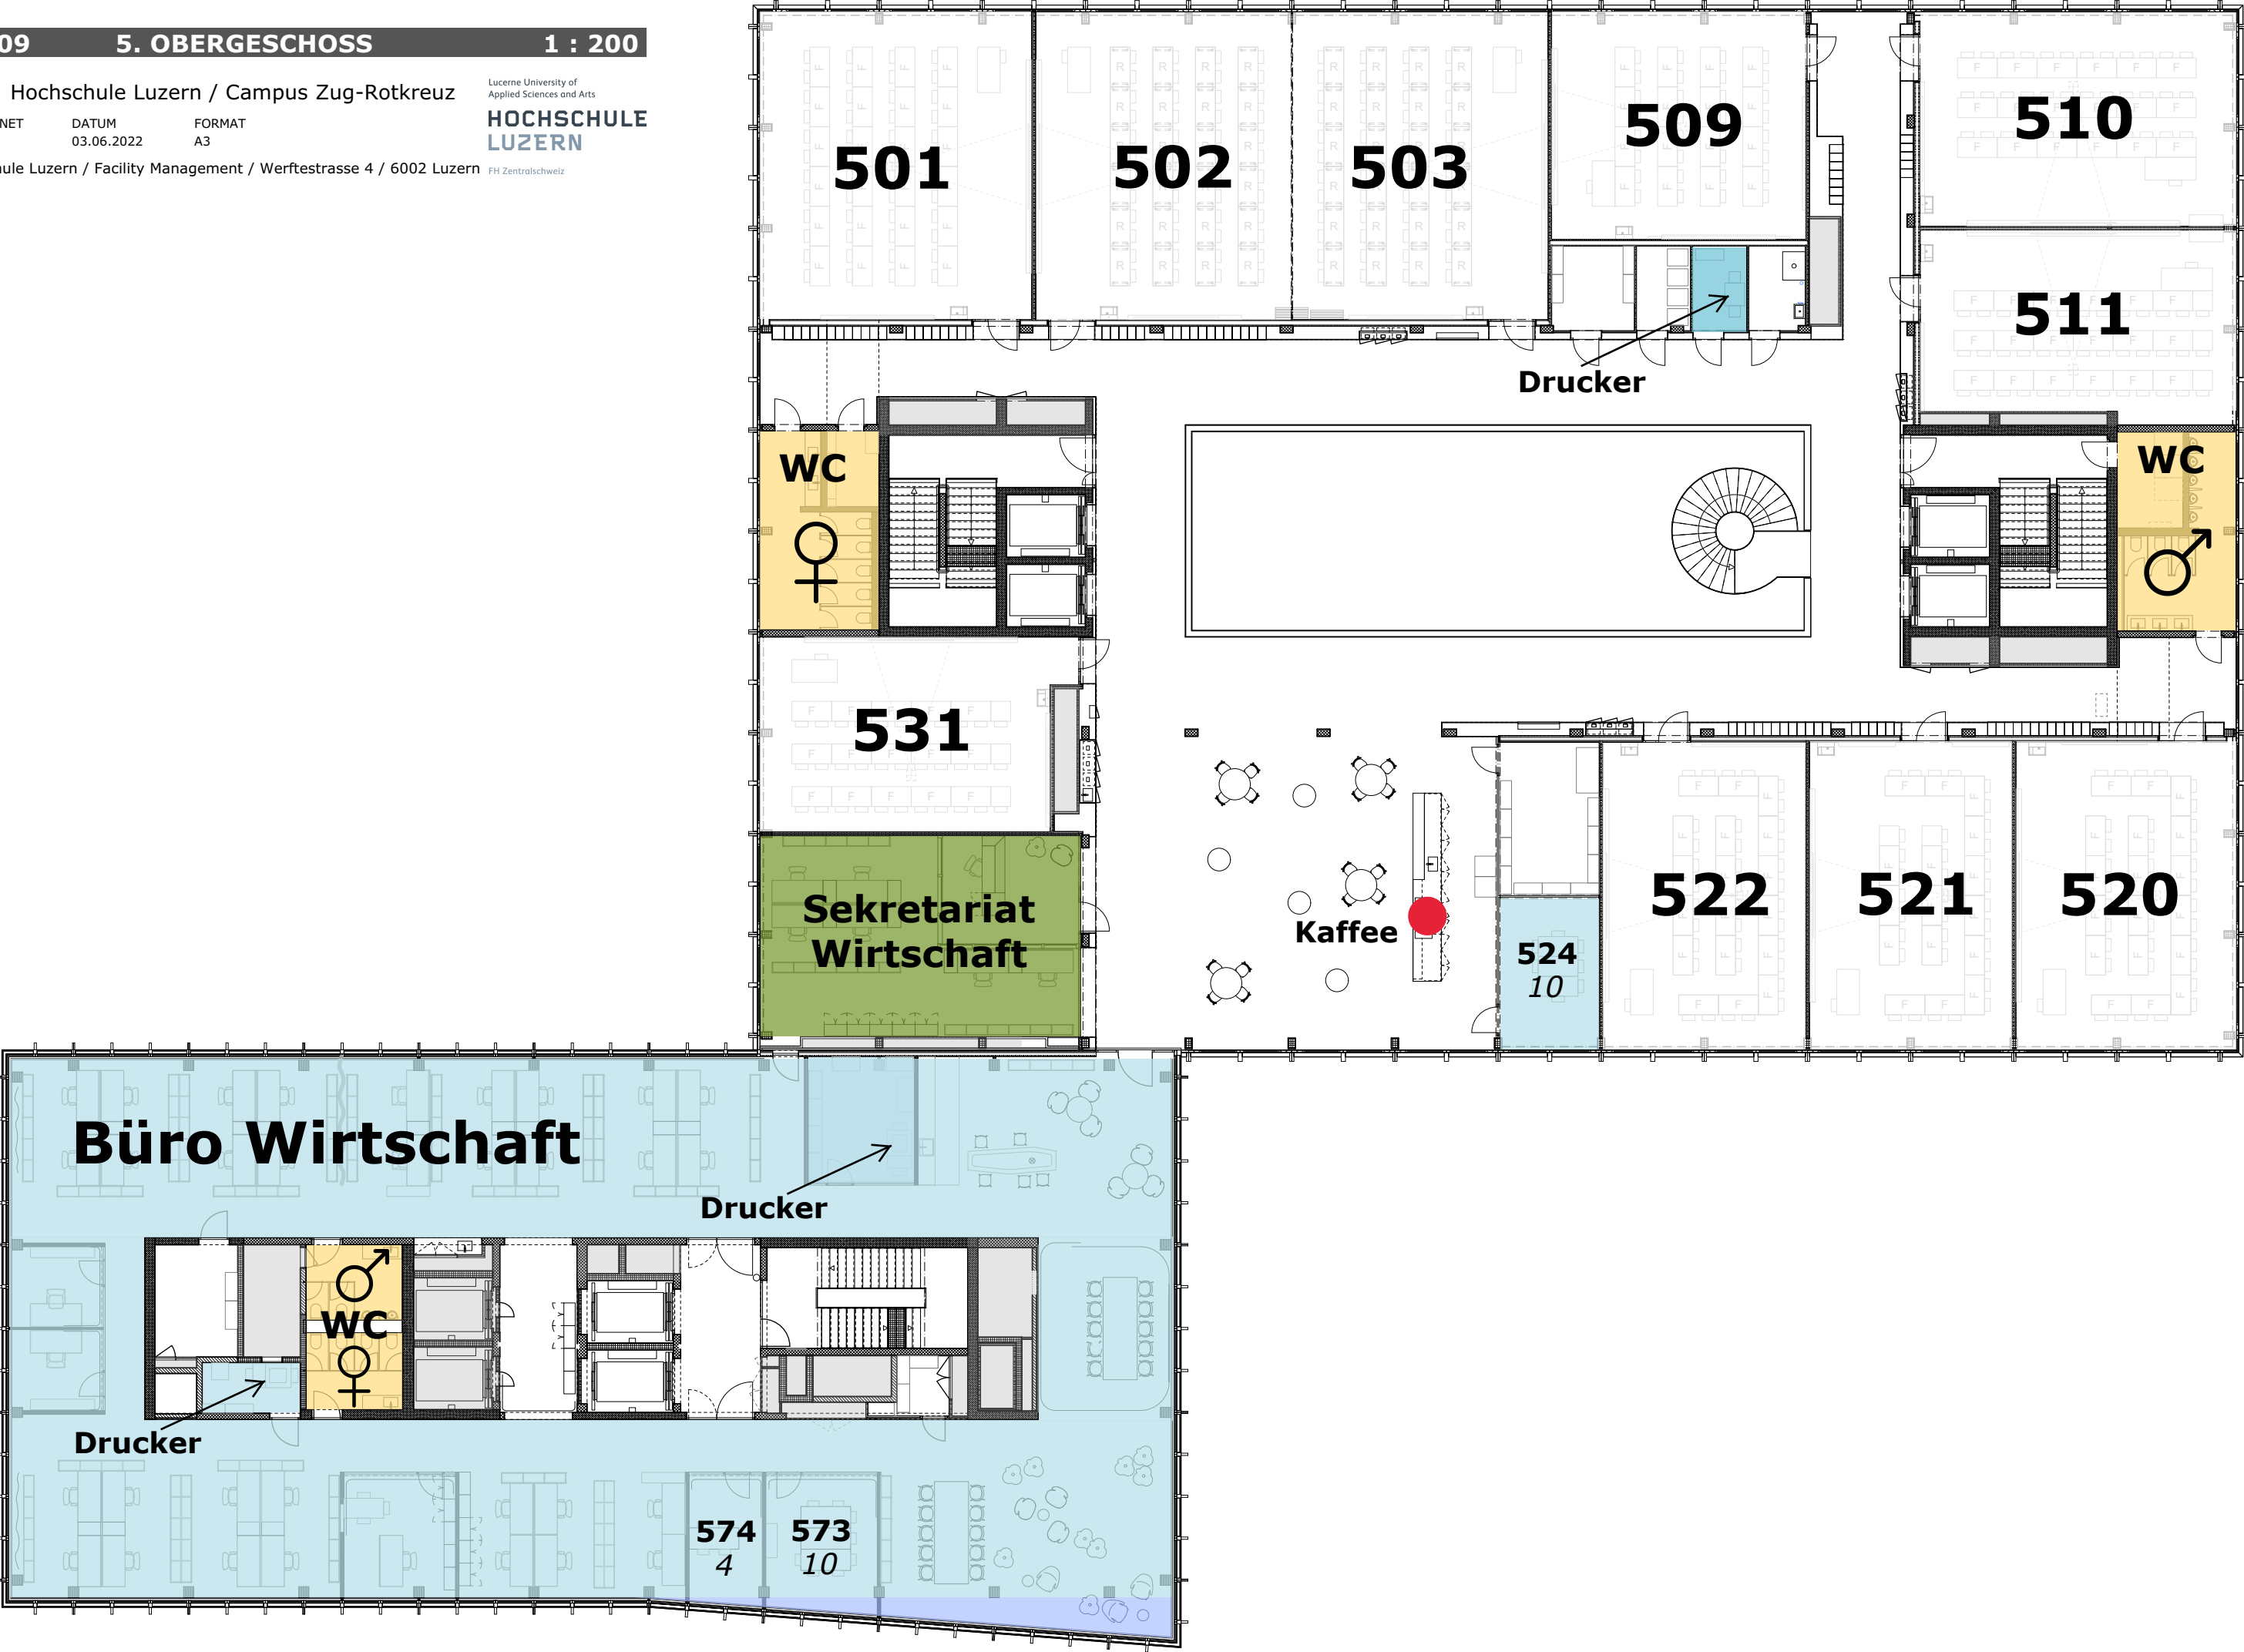 09 5. OBERGESCHOSS 1 : 200
Hochschule Luzern / Campus Zug-Rotkreuz
NET DATUM FORMAT
03.06.2022 A3
ule Luzern / Facility Management / Werftestrasse 4 / 6002 Luzern
Lucerne University of
Applied Sciences and Arts
HOCHSCHULE
LUZERN
FH Zentralschweiz
501
502
503
509
510
511
Drucker
WC
WC
531
Sekretariat
Wirtschaft
Kaffee
524
10
522
521
520
Büro Wirtschaft
Drucker
WC
Drucker
574
4
573
10